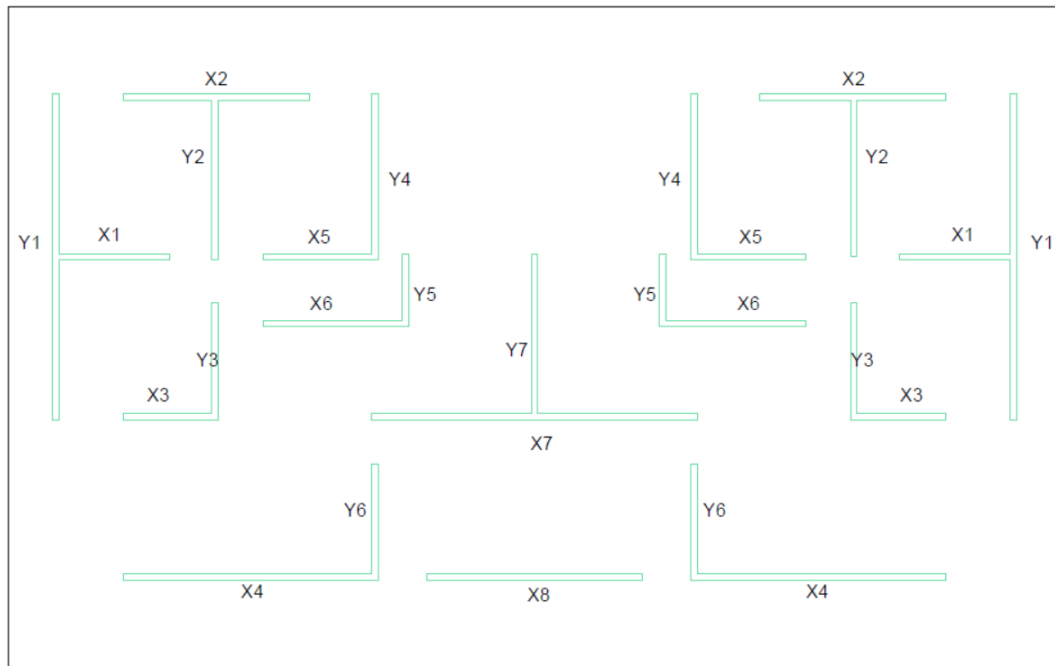 X2 X2
Y2 Y2
Y4 Y4
Y1 X1 X5 X5 X1 Y1
X6 Y5 Y5 X6
Y3 Y7 Y3
X3 X3
X7
Y6 Y6
X4 X8 X4